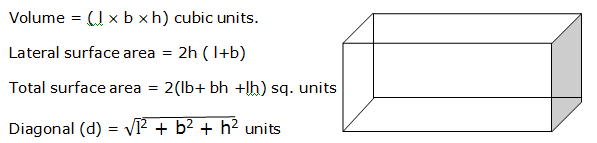 Volume = (l x b x h) cubic units.
Lateral surface area = 2h ( l+b)
Total surface area = 2(lb+ bh +lh) sq. units
Diagonal (d) = √l² + b² + h² units